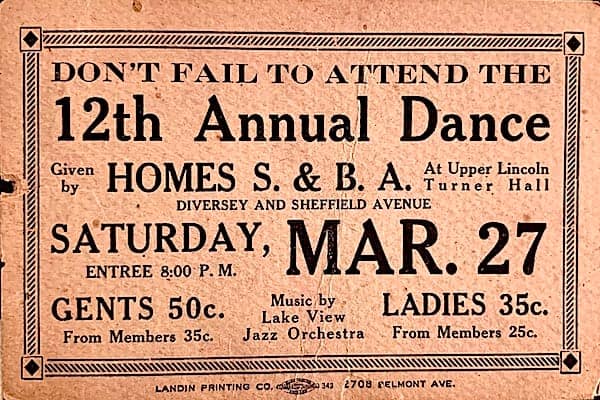 DON'T FAIL TO ATTEND THE
12th Annual Dance
Given by HOMES S. & B. A. At Upper Lincoln Turner Hall
DIVERSEY AND SHEFFIELD AVENUE
SATURDAY, MAR. 27
ENTREE 8:00 P. M.
GENTS 50c.
From Members 35c.
Music by
Lake View
Jazz Orchestra
LADIES 35c.
From Members 25c.
LANDIN PRINTING CO. 343 2708 BELMONT AVE.